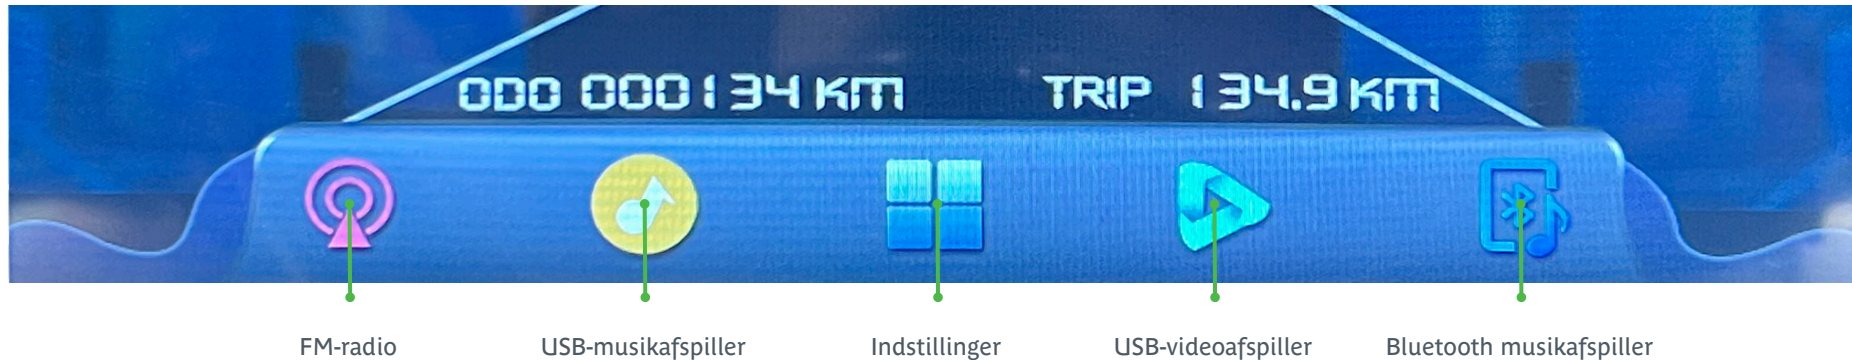 ODO 000134 KM TRIP 134.9 KM
FM-radio USB-musikafspiller Indstillinger USB-videoafspiller Bluetooth musikafspiller